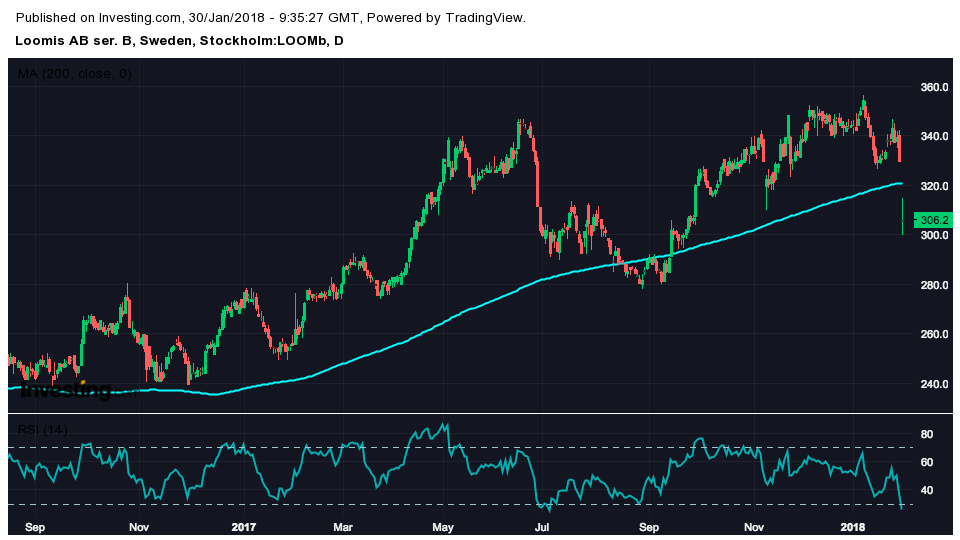 Published on Investing.com, 30/Jan/2018 - 9:35:27 GMT, Powered by TradingView.
Loomis AB ser. B, Sweden, Stockholm:LOOMb, D
MA (200, close, 0)
360.0
340.0
320.0
306.2
300.0
280.0
260.0
240.0
Investing
RSI (14)
80
60
40
Sep Nov 2017 Mar May Jul Sep Nov 2018